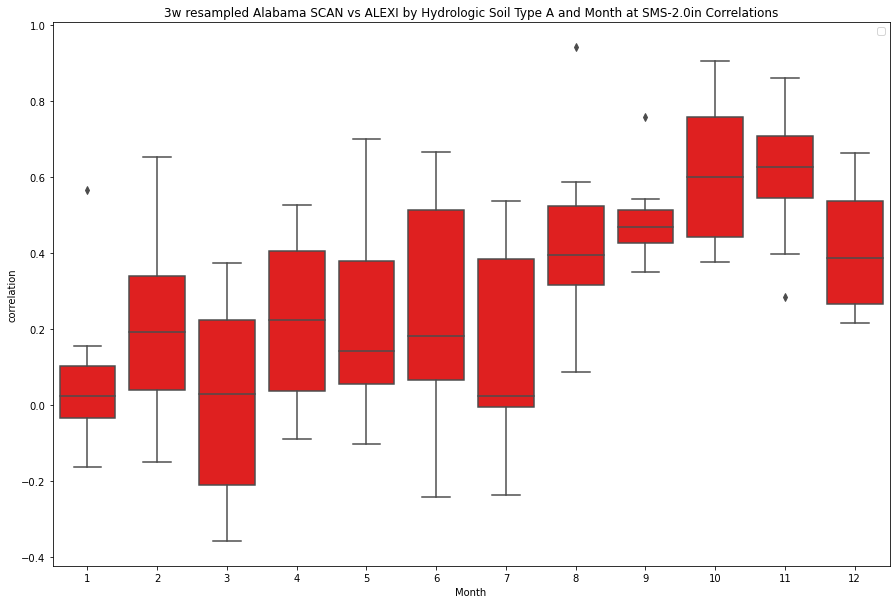 3w resampled Alabama SCAN vs ALEXI by Hydrologic Soil Type A and Month at SMS-2.0in Correlations
1.0
0.8
0.6
0.4
0.2
0.0
−0.2
−0.4
correlation
1 2 3 4 5 6 7 8 9 10 11 12
Month